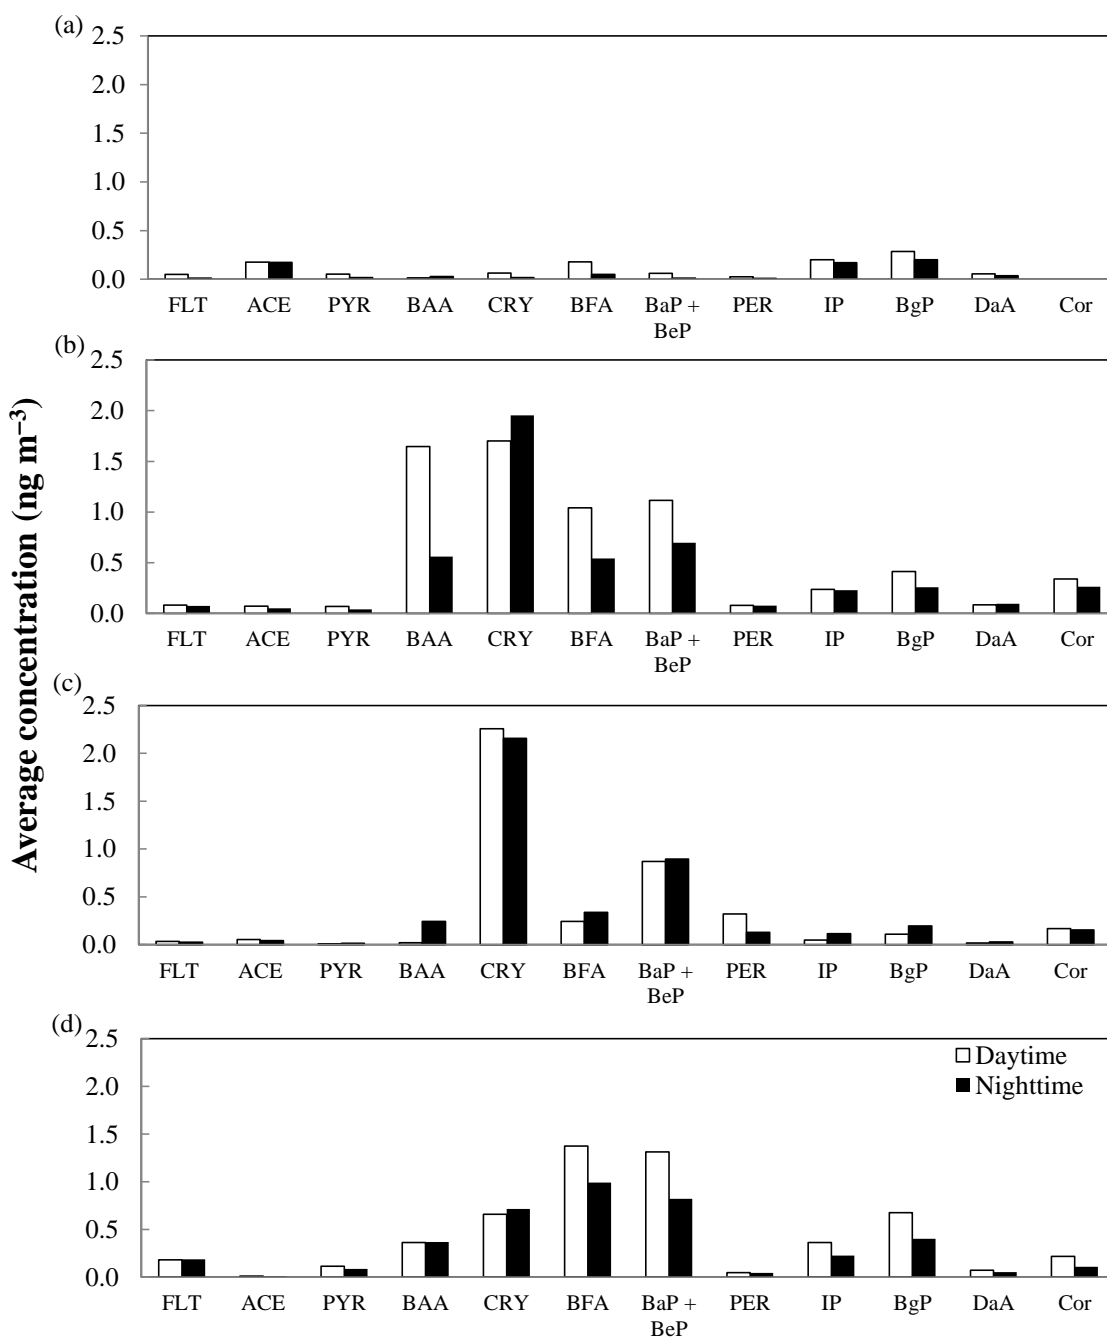 (a)
2.5
2.0
1.5
1.0
0.5
0.0
FLT ACE PYR BAA CRY BFA BaP + BeP PER IP BgP DaA Cor
(b)
2.5
2.0
1.5
1.0
0.5
0.0
FLT ACE PYR BAA CRY BFA BaP + BeP PER IP BgP DaA Cor
Average concentration (ng m⁻³)
(c)
2.5
2.0
1.5
1.0
0.5
0.0
FLT ACE PYR BAA CRY BFA BaP + BeP PER IP BgP DaA Cor
(d)
2.5
2.0
1.5
1.0
0.5
0.0
Daytime
Nighttime
FLT ACE PYR BAA CRY BFA BaP + BeP PER IP BgP DaA Cor